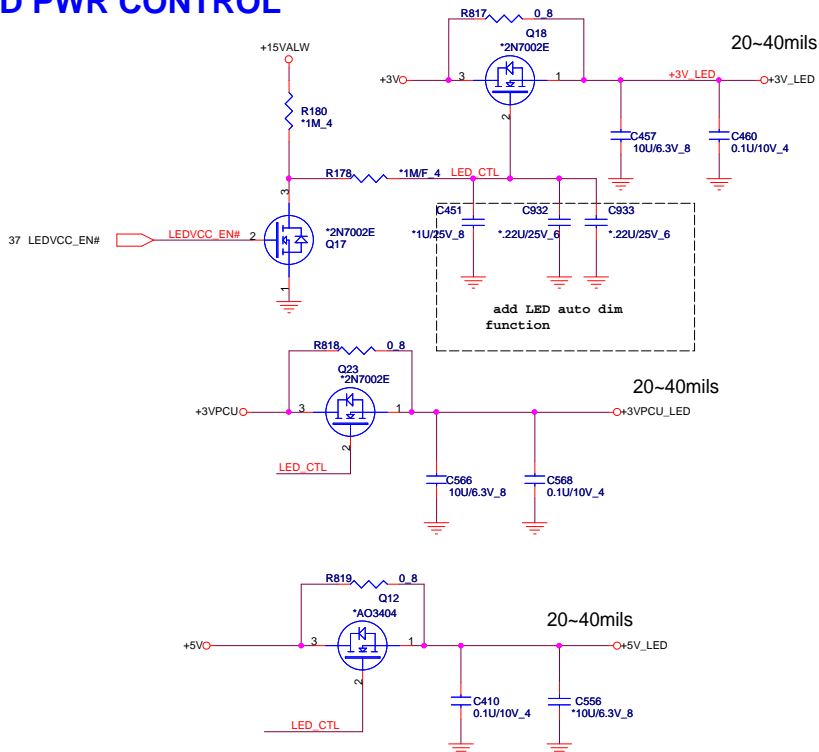 D PWR CONTROL
R817 0_8
Q18
*2N7002E
20~40mils
+15VALW
+3V 3 1 +3V_LED +3V_LED
2
R180
*1M_4
C457
10U/6.3V_8
C460
0.1U/10V_4
R178 *1M/F_4 LED_CTL
3
37 LEDVCC_EN# LEDVCC_EN# 2
*2N7002E
Q17
1
C451
*1U/25V_8
C932
*.22U/25V_6
C933
*.22U/25V_6
add LED auto dim
function
R818 0_8
Q23
*2N7002E
20~40mils
+3VPCU 3 1 +3VPCU_LED
2
LED_CTL
C566
10U/6.3V_8
C568
0.1U/10V_4
R819 0_8
Q12
*AO3404
20~40mils
+5V 3 1 +5V_LED
2
LED_CTL
C410
0.1U/10V_4
C556
*10U/6.3V_8